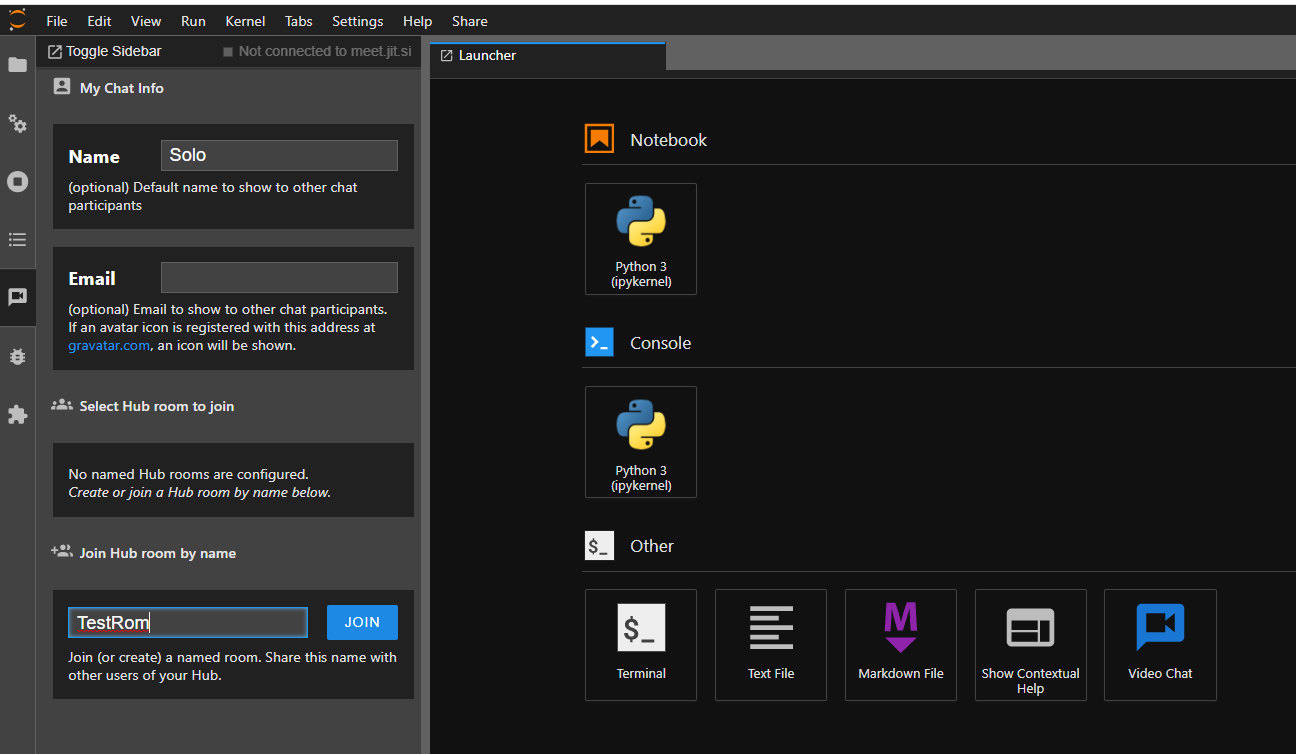 File Edit View Run Kernel Tabs Settings Help Share
Toggle Sidebar Not connected to meet.jit.si
My Chat Info
Name Solo
(optional) Default name to show to other chat
participants
Email
(optional) Email to show to other chat participants.
If an avatar icon is registered with this address at
gravatar.com, an icon will be shown.
Select Hub room to join
No named Hub rooms are configured.
Create or join a Hub room by name below.
Join Hub room by name
TestRom JOIN
Join (or create) a named room. Share this name with
other users of your Hub.
Launcher
Notebook
Python 3
(ipykernel)
>_ Console
Python 3
(ipykernel)
$_ Other
$_
Terminal
Text File
M
Markdown File
Show Contextual
Help
Video Chat